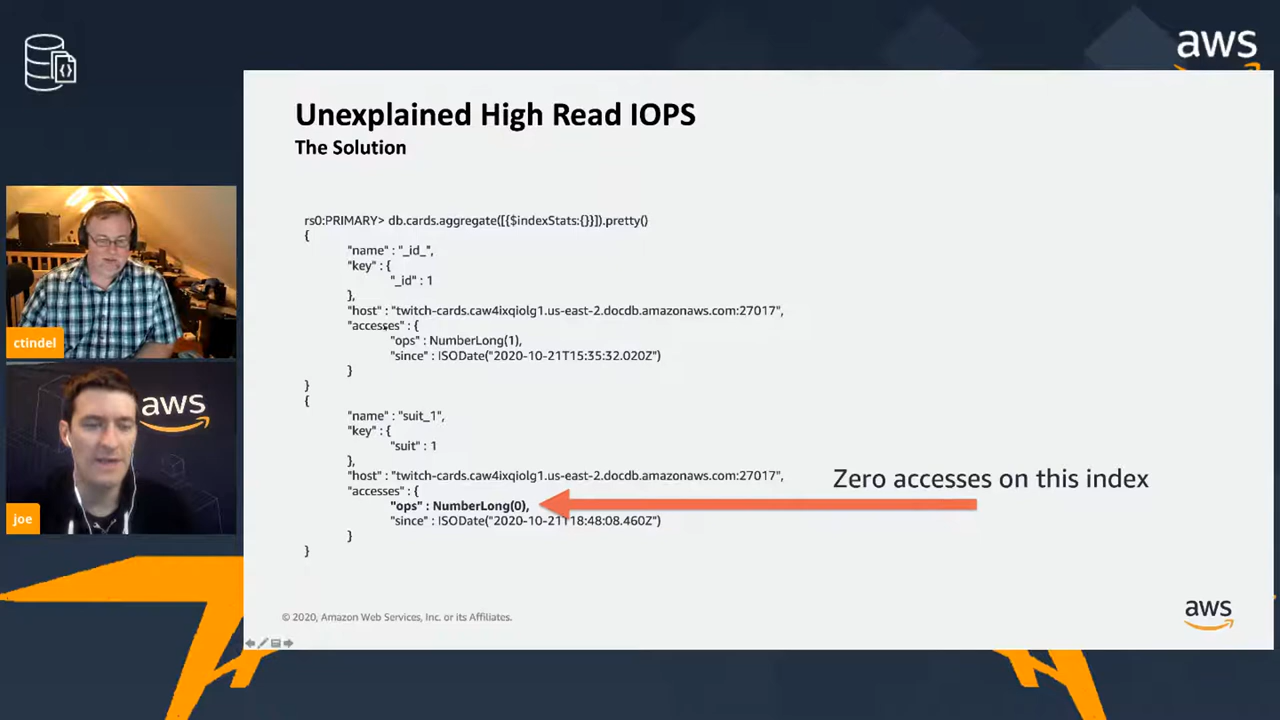 aws
Unexplained High Read IOPS
The Solution
rs0:PRIMARY> db.cards.aggregate([{$indexStats:{}}]).pretty()
{
"name" : "_id_",
"key" : {
"_id" : 1
},
"host" : "twitch-cards.caw4ixqiolg1.us-east-2.docdb.amazonaws.com:27017",
"accesses" : {
"ops" : NumberLong(1),
"since" : ISODate("2020-10-21T15:35:32.020Z")
}
}
{
"name" : "suit_1",
"key" : {
"suit" : 1
},
"host" : "twitch-cards.caw4ixqiolg1.us-east-2.docdb.amazonaws.com:27017",
"accesses" : {
"ops" : NumberLong(0),
"since" : ISODate("2020-10-21T18:48:08.460Z")
}
}
Zero accesses on this index
ctindel
aws
joe
© 2020, Amazon Web Services, Inc. or its Affiliates.
aws